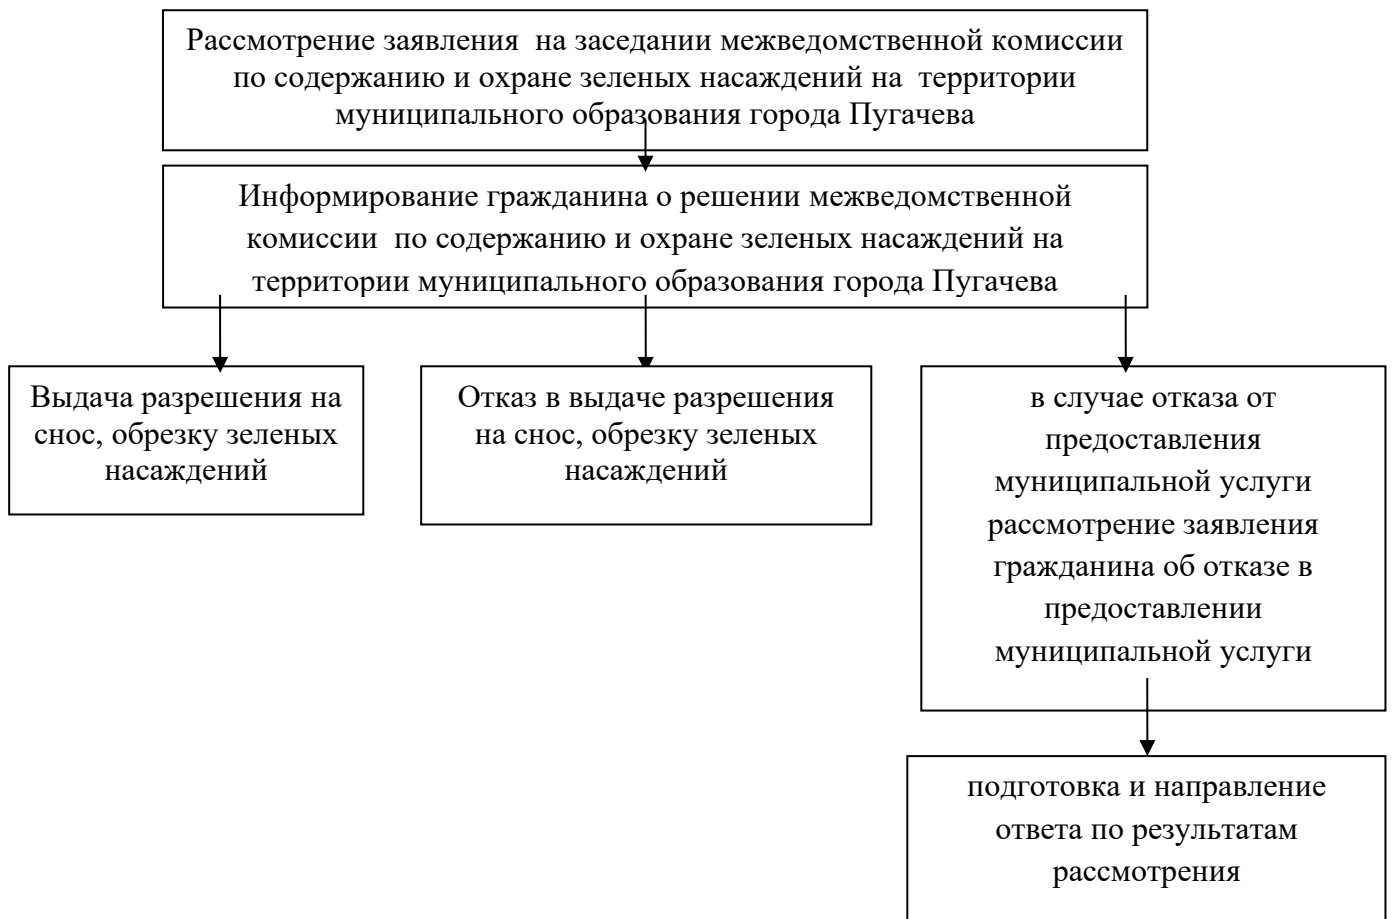 Рассмотрение заявления на заседании межведомственной комиссии
по содержанию и охране зеленых насаждений на территории
муниципального образования города Пугачева
Информирование гражданина о решении межведомственной
комиссии по содержанию и охране зеленых насаждений на
территории муниципального образования города Пугачева
Выдача разрешения на
снос, обрезку зеленых
насаждений
Отказ в выдаче разрешения
на снос, обрезку зеленых
насаждений
в случае отказа от
предоставления
муниципальной услуги
рассмотрение заявления
гражданина об отказе в
предоставлении
муниципальной услуги
подготовка и направление
ответа по результатам
рассмотрения